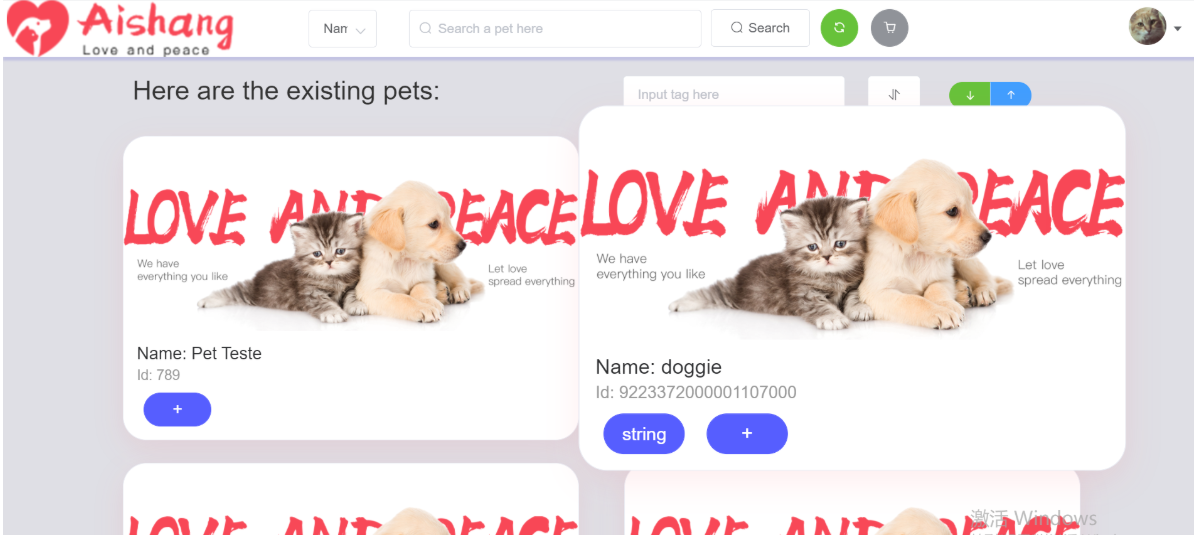 Aishang
Love and peace
Nam
Search a pet here
Search
Here are the existing pets:
Input tag here
LOVE AND PEACE
We have
everything you like
Let love
spread everything
Name: Pet Teste
Id: 789
+
LOVE AND PEACE
We have
everything you like
Let love
spread everything
Name: doggie
Id: 9223372000001107000
string
+
LOVE AND PEACE
LOVE AND PEACE
激活 Windows